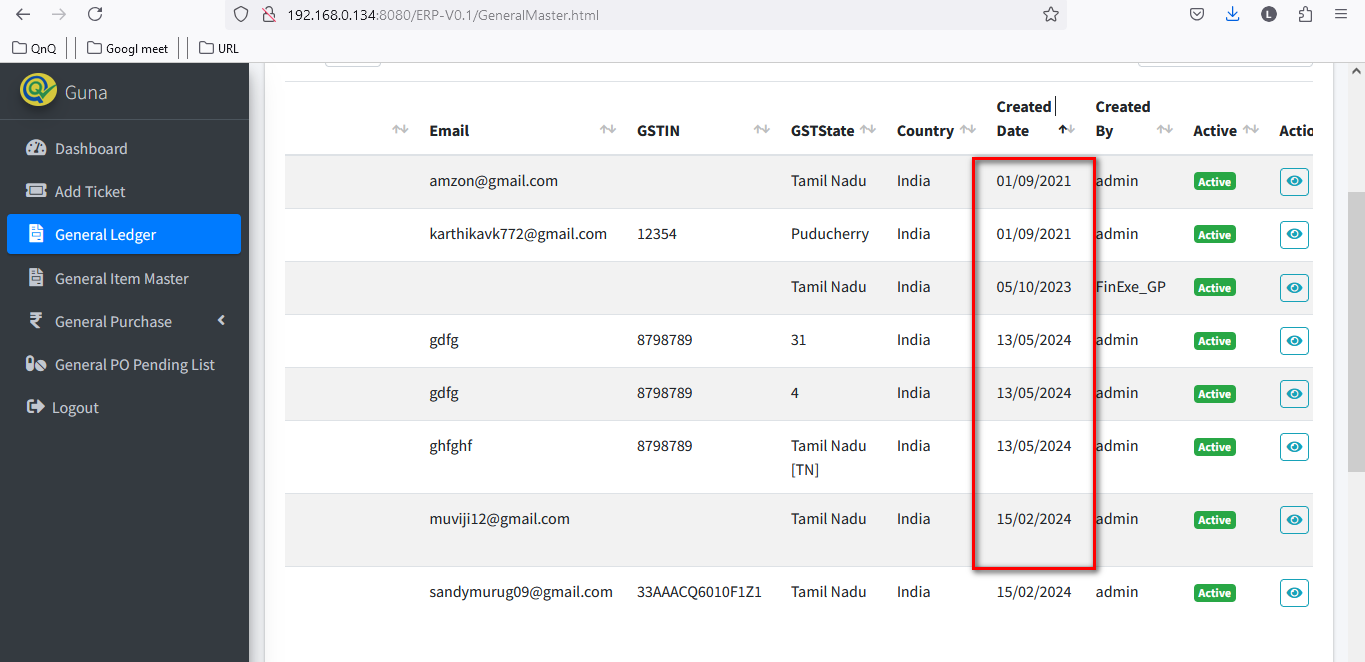 192.168.0.134:8080/ERP-V0.1/GeneralMaster.html
L
QnQ Googl meet URL
Guna
Dashboard
Add Ticket
General Ledger
General Item Master
₹ General Purchase
General PO Pending List
Logout
Email GSTIN GSTState Country Created Date Created By Active Actio
amzon@gmail.com Tamil Nadu India 01/09/2021 admin Active
karthikavk772@gmail.com 12354 Puducherry India 01/09/2021 admin Active
Tamil Nadu India 05/10/2023 FinExe_GP Active
gdfg 8798789 31 India 13/05/2024 admin Active
gdfg 8798789 4 India 13/05/2024 admin Active
ghfghf 8798789 Tamil Nadu [TN] India 13/05/2024 admin Active
muviji12@gmail.com Tamil Nadu India 15/02/2024 admin Active
sandymurug09@gmail.com 33AAACQ6010F1Z1 Tamil Nadu India 15/02/2024 admin Active